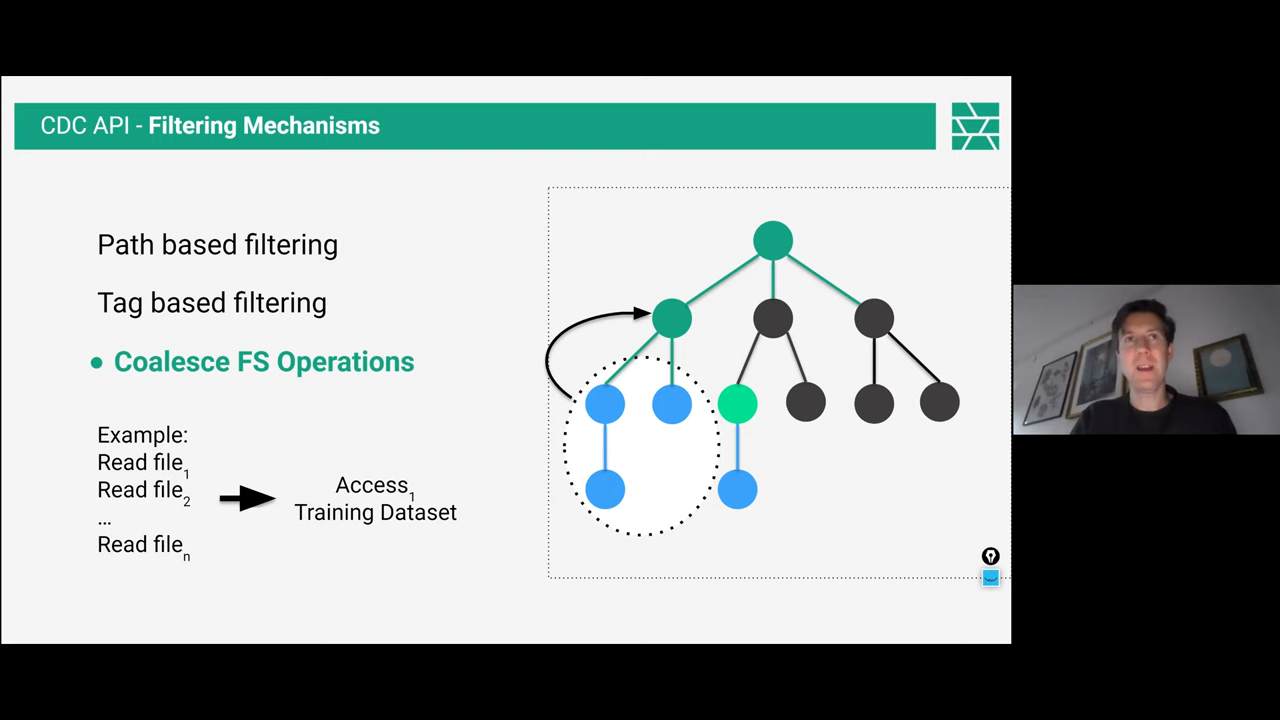 CDC API - Filtering Mechanisms
Path based filtering
Tag based filtering
● Coalesce FS Operations
Example:
Read file1
Read file2
...
Read filen
Access1
Training Dataset